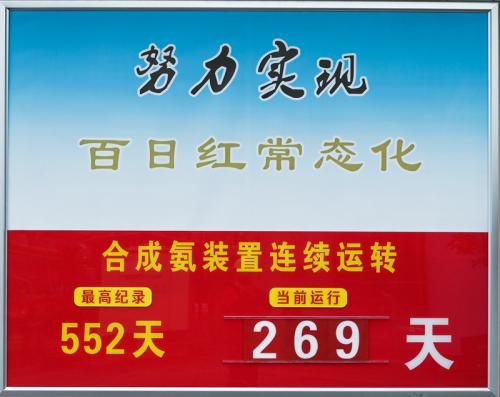 努力实现
百日红常态化
合成氨装置连续运转
最高纪录 当前运行
552天 269 天